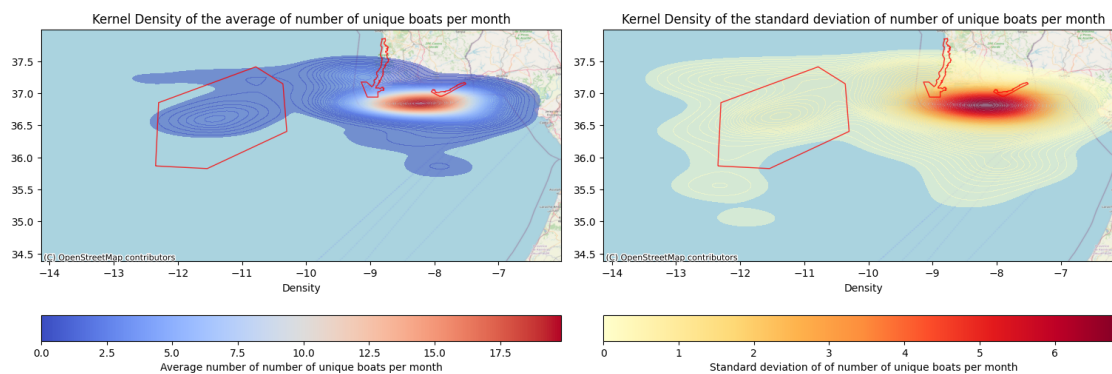 Kernel Density of the average of number of unique boats per month
37.5
37.0
36.5
36.0
35.5
35.0
34.5
(C) OpenStreetMap contributors
−14 −13 −12 −11 −10 −9 −8 −7
Density
0.0 2.5 5.0 7.5 10.0 12.5 15.0 17.5
Average number of number of unique boats per month
Kernel Density of the standard deviation of number of unique boats per month
37.5
37.0
36.5
36.0
35.5
35.0
34.5
(C) OpenStreetMap contributors
−14 −13 −12 −11 −10 −9 −8 −7
Density
0 1 2 3 4 5 6
Standard deviation of of number of unique boats per month